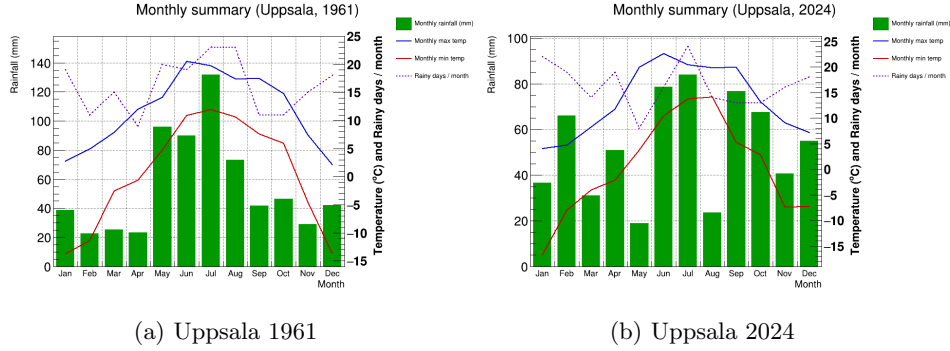 Monthly summary (Uppsala, 1961)
Rainfall (mm)
140
120
100
80
60
40
20
0
25
20
15
10
5
0
−5
−10
−15
Temperature (°C) and Rainy days / month
Jan Feb Mar Apr May Jun Jul Aug Sep Oct Nov Dec
Month
Monthly rainfall (mm)
Monthly max temp
Monthly min temp
Rainy days / month
(a) Uppsala 1961
Monthly summary (Uppsala, 2024)
Rainfall (mm)
100
80
60
40
20
0
25
20
15
10
5
0
−5
−10
−15
Temperature (°C) and Rainy days / month
Jan Feb Mar Apr May Jun Jul Aug Sep Oct Nov Dec
Month
Monthly rainfall (mm)
Monthly max temp
Monthly min temp
Rainy days / month
(b) Uppsala 2024